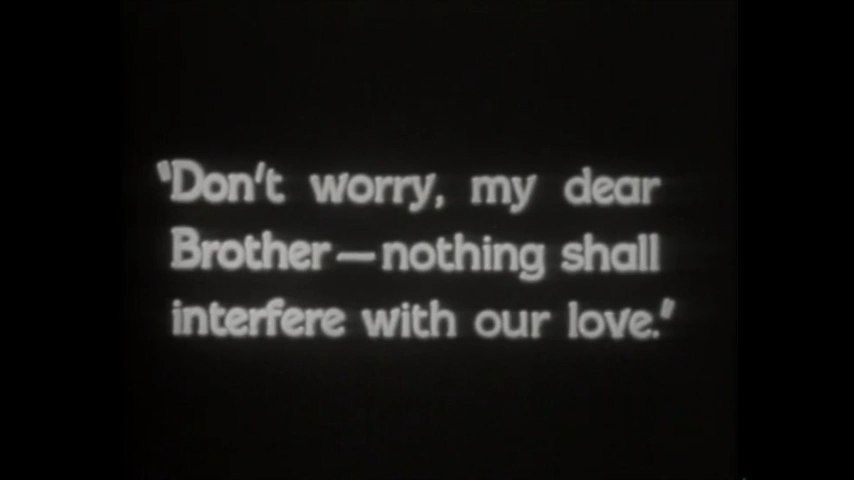 "Don't worry, my dear
Brother—nothing shall
interfere with our love."